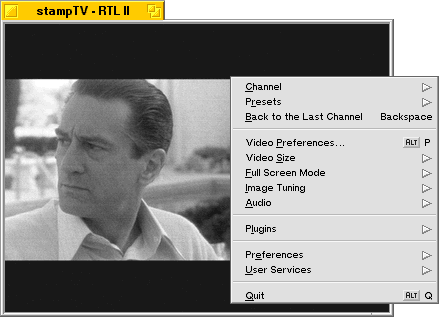 stampTV - RTL II
Channel
Presets
Back to the Last Channel Backspace
Video Preferences... ALT P
Video Size
Full Screen Mode
Image Tuning
Audio
Plugins
Preferences
User Services
Quit ALT Q